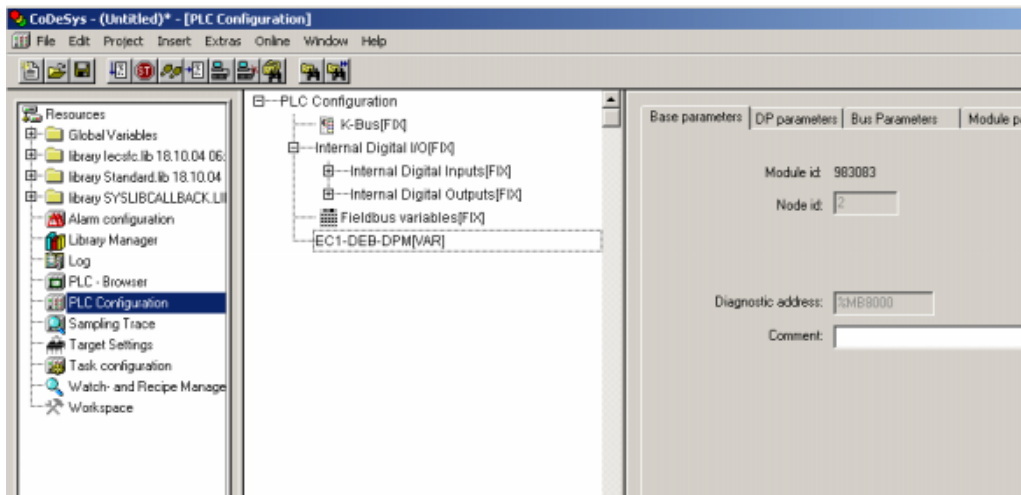 CoDeSys - (Untitled)* - [PLC Configuration]
File Edit Project Insert Extras Online Window Help
Resources
Global Variables
library Iecsfc.lib 18.10.04 06:
library Standard.lib 18.10.04
library SYSLIBCALLBACK.LIB
Alarm configuration
Library Manager
Log
PLC - Browser
PLC Configuration
Sampling Trace
Target Settings
Task configuration
Watch- and Recipe Manage
Workspace
PLC Configuration
K-Bus[FIX]
Internal Digital I/O[FIX]
Internal Digital Inputs[FIX]
Internal Digital Outputs[FIX]
Fieldbus variables[FIX]
EC1-DEB-DPM[VAR]
Base parameters DP parameters Bus Parameters Module p
Module id: 983083
Node id: 2
Diagnostic address: %MB8000
Comment: